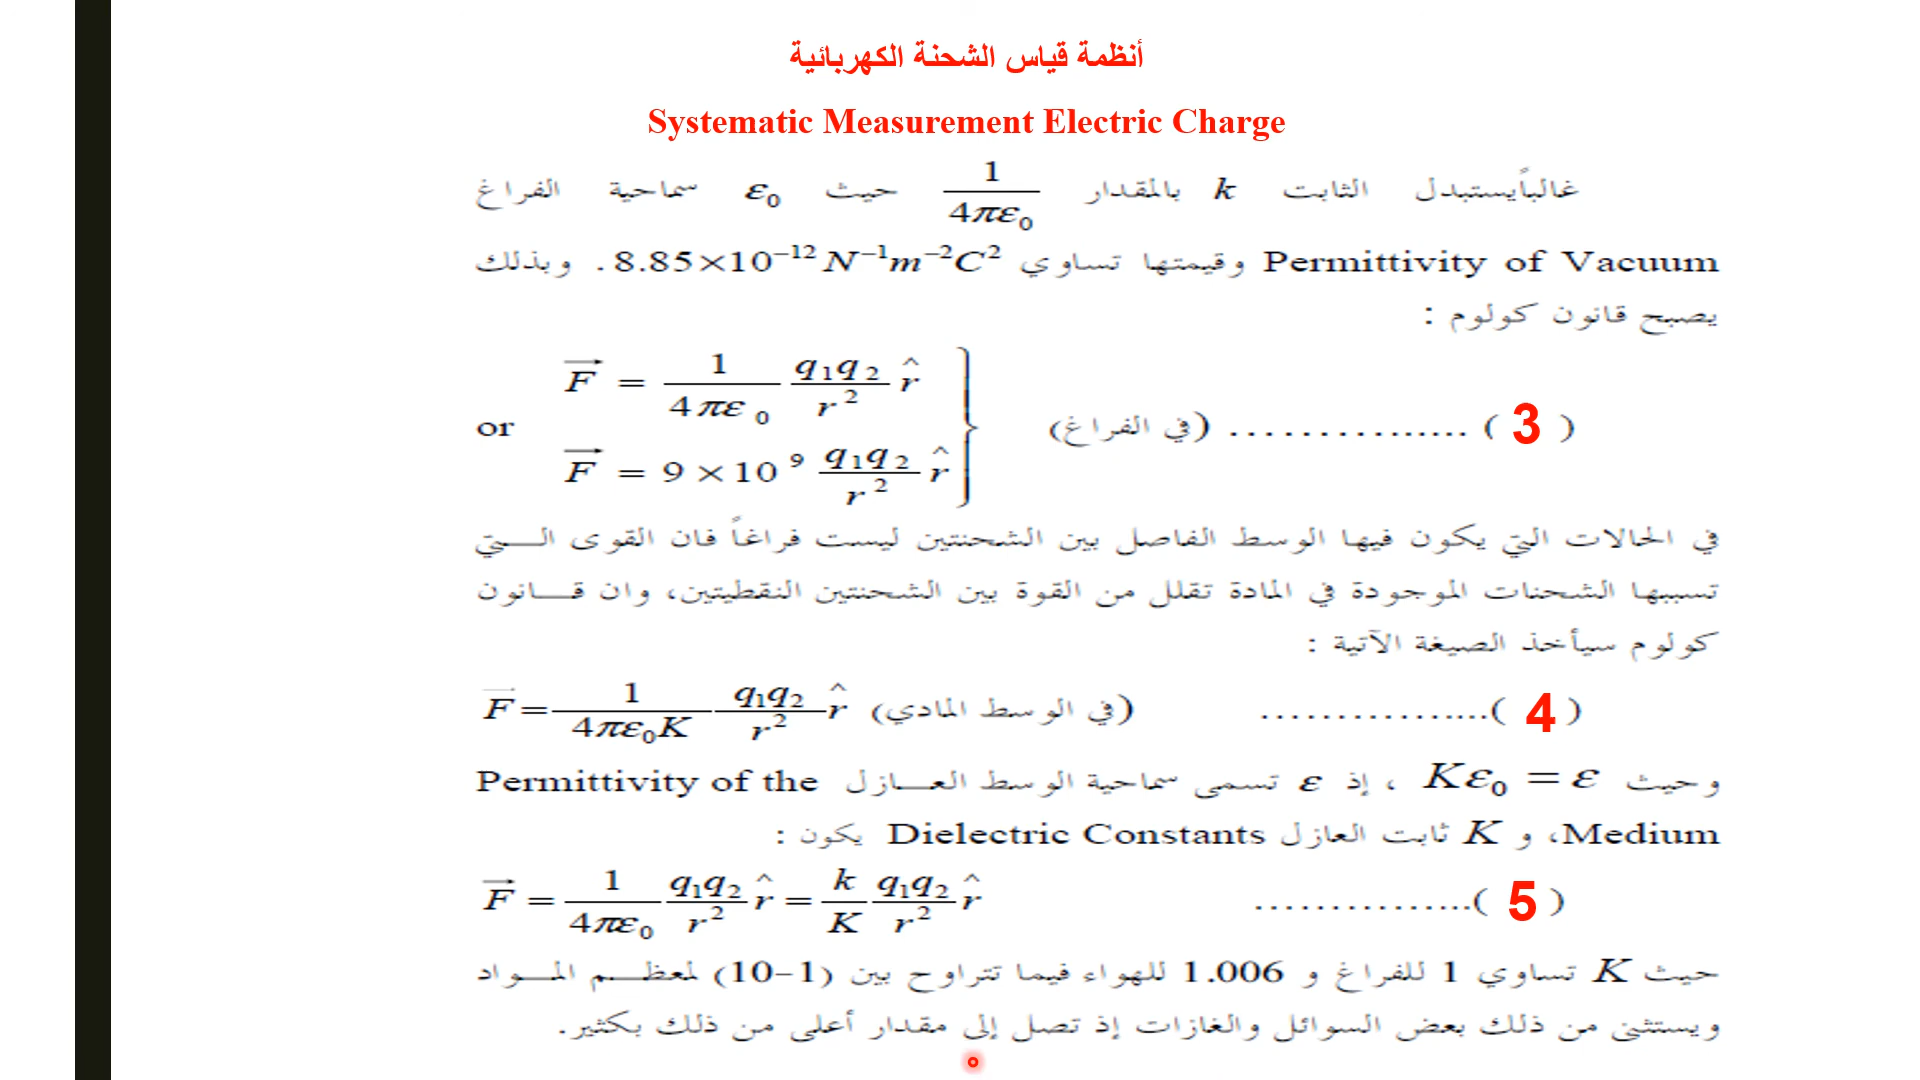 أنظمة قياس الشحنة الكهربائية
Systematic Measurement Electric Charge
غالباً يستبدل الثابت k بالمقدار 1/4πε₀ حيث ε₀ سماحية الفراغ
Permittivity of Vacuum وقيمتها تساوي 8.85×10⁻¹² N⁻¹m⁻²C² . وبذلك
يصبح قانون كولوم :
F⃗ = 1/4πε₀ q₁q₂/r² r̂
or (في الفراغ) ................ ( 3 )
F⃗ = 9 × 10⁹ q₁q₂/r² r̂
في الحالات التي يكون فيها الوسط الفاصل بين الشحنتين ليست فراغاً فان القوى الـــتي
تسببها الشحنات الموجودة في المادة تقلل من القوة بين الشحنتين النقطيتين، وان قـــانون
كولوم سيأخذ الصيغة الآتية :
F⃗ = 1/4πε₀K q₁q₂/r² r̂ (في الوسط المادي) ...............( 4 )
وحيث Kε₀ = ε ، إذ ε تسمى سماحية الوسط العـــازل Permittivity of the
Medium، و K ثابت العازل Dielectric Constants يكون :
F⃗ = 1/4πε₀ q₁q₂/r² r̂ = k/K q₁q₂/r² r̂ ...............( 5 )
حيث K تساوي 1 للفراغ و 1.006 للهواء فيما تتراوح بين (1-10) لمعظـــم المـــواد
ويستثنى من ذلك بعض السوائل والغازات إذ تصل إلى مقدار أعلى من ذلك بكثير.